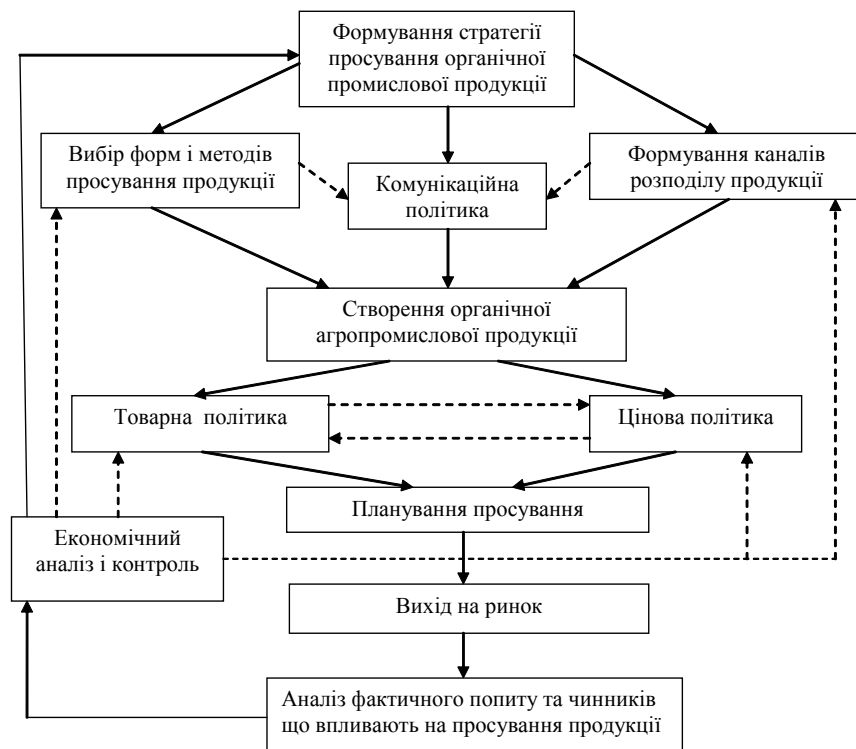 Формування стратегії
просування органічної
промислової продукції
Вибір форм і методів
просування продукції
Комунікаційна
політика
Формування каналів
розподілу продукції
Створення органічної
агропромислової продукції
Товарна політика
Цінова політика
Планування просування
Економічний
аналіз і контроль
Вихід на ринок
Аналіз фактичного попиту та чинників
що впливають на просування продукції